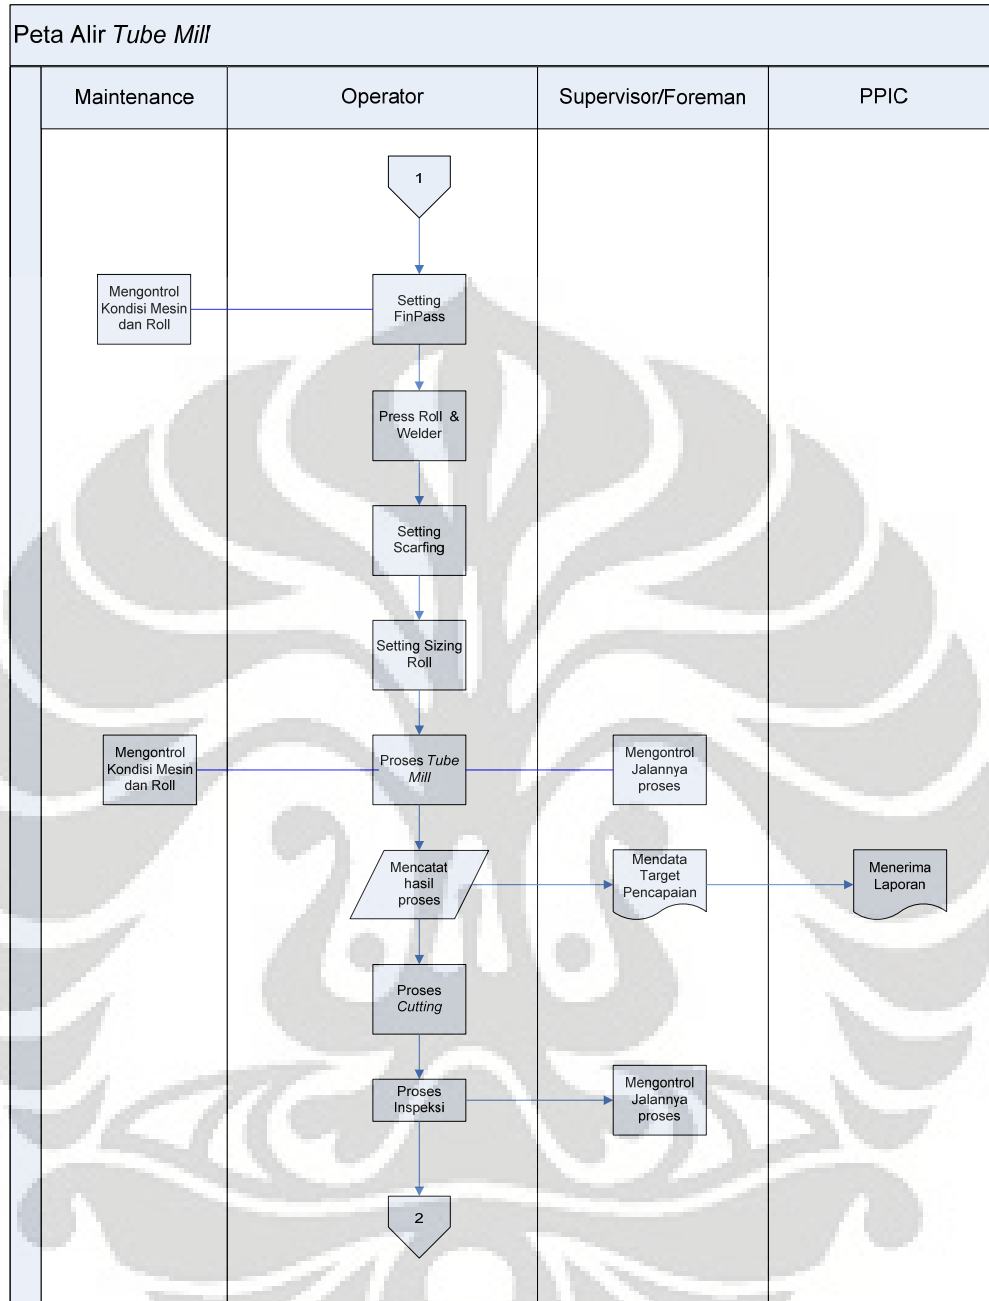 Peta Alir Tube Mill
Maintenance
Operator
Supervisor/Foreman
PPIC
1
Mengontrol
Kondisi Mesin
dan Roll
Setting
FinPass
Press Roll &
Welder
Setting
Scarfing
Setting Sizing
Roll
Mengontrol
Kondisi Mesin
dan Roll
Proses Tube
Mill
Mengontrol
Jalannya
proses
Mencatat
hasil
proses
Mendata
Target
Pencapaian
Menerima
Laporan
Proses
Cutting
Proses
Inspeksi
Mengontrol
Jalannya
proses
2